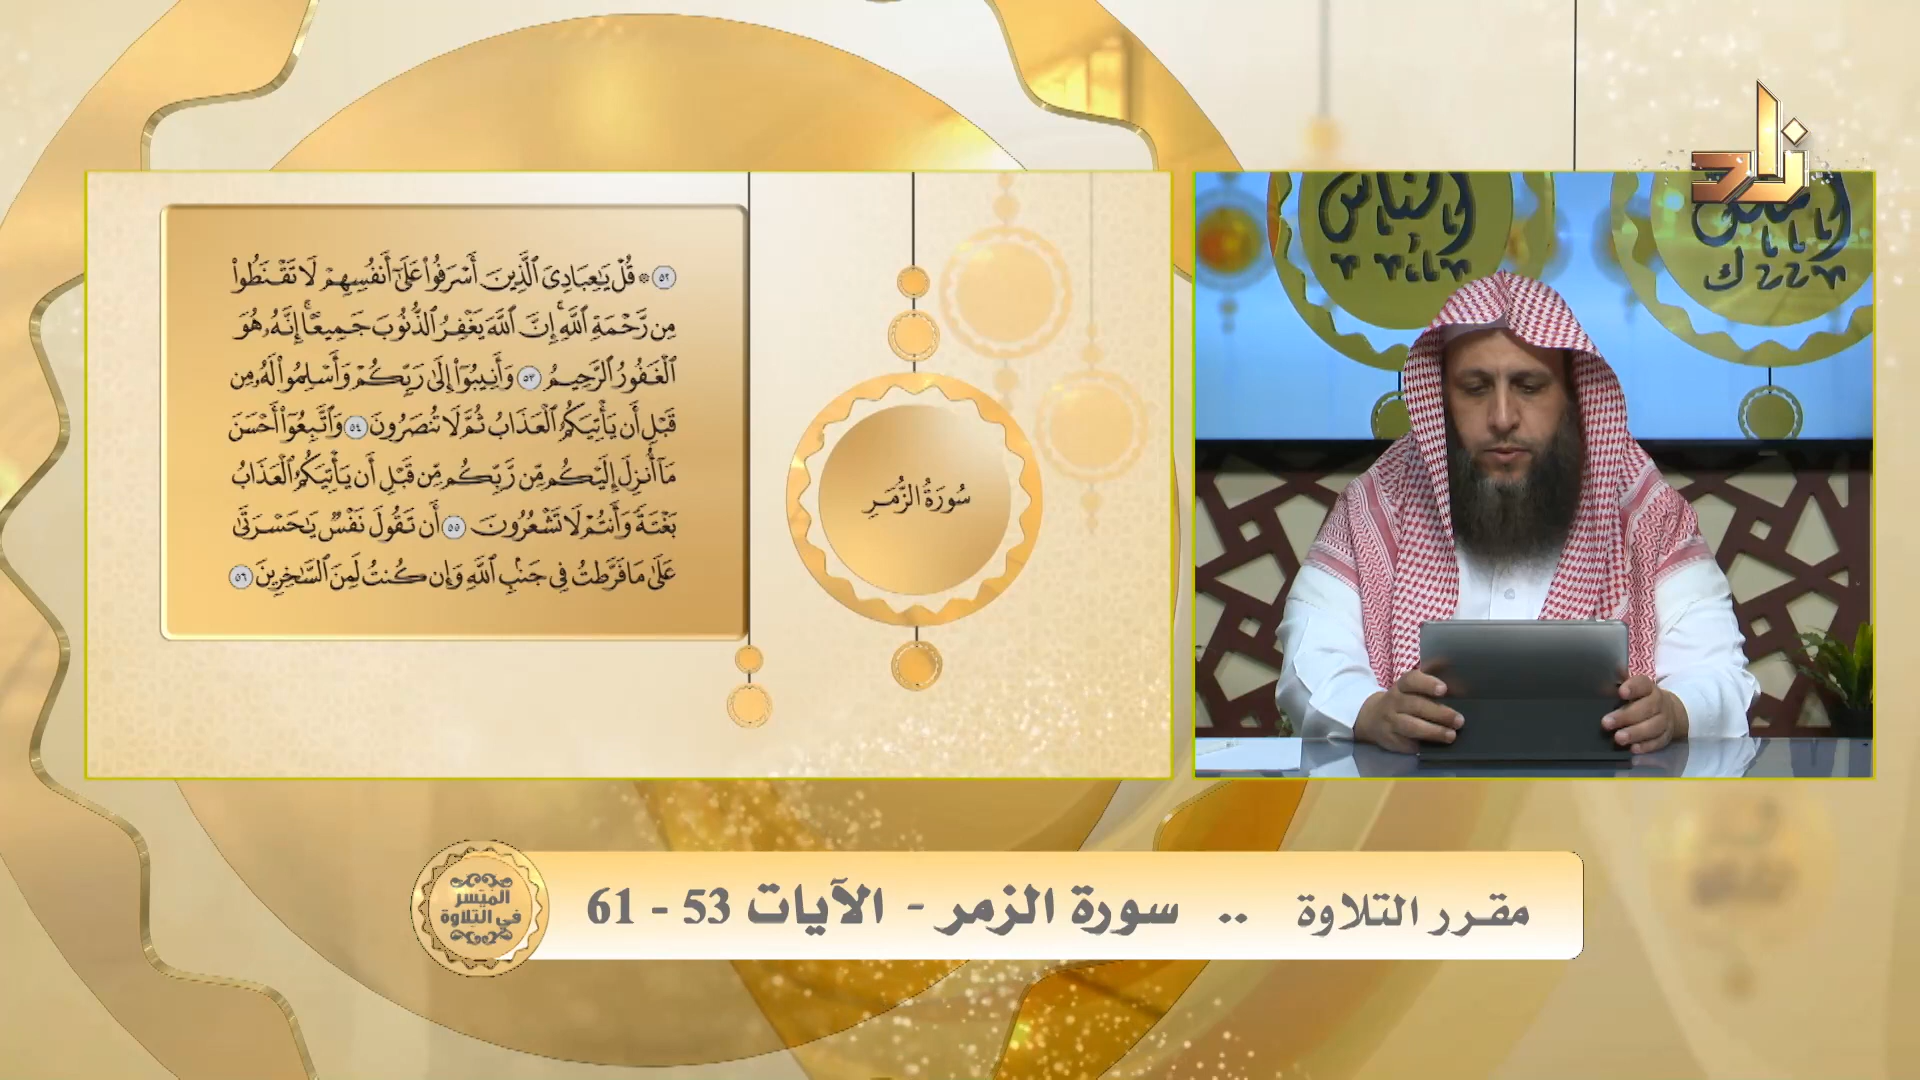 زاد
٥٢ ۞ قُلْ يَٰعِبَادِىَ ٱلَّذِينَ أَسْرَفُوا۟ عَلَىٰٓ أَنفُسِهِمْ لَا تَقْنَطُوا۟
مِن رَّحْمَةِ ٱللَّهِ ۚ إِنَّ ٱللَّهَ يَغْفِرُ ٱلذُّنُوبَ جَمِيعًا ۚ إِنَّهُۥ هُوَ
ٱلْغَفُورُ ٱلرَّحِيمُ ٥٣ وَأَنِيبُوٓا۟ إِلَىٰ رَبِّكُمْ وَأَسْلِمُوا۟ لَهُۥ مِن
قَبْلِ أَن يَأْتِيَكُمُ ٱلْعَذَابُ ثُمَّ لَا تُنصَرُونَ ٥٤ وَٱتَّبِعُوٓا۟ أَحْسَنَ
مَآ أُنزِلَ إِلَيْكُم مِّن رَّبِّكُم مِّن قَبْلِ أَن يَأْتِيَكُمُ ٱلْعَذَابُ
بَغْتَةً وَأَنتُمْ لَا تَشْعُرُونَ ٥٥ أَن تَقُولَ نَفْسٌ يَٰحَسْرَتَىٰ
عَلَىٰ مَا فَرَّطتُ فِى جَنۢبِ ٱللَّهِ وَإِن كُنتُ لَمِنَ ٱلسَّٰخِرِينَ ٥٦
سُورَةُ الزُّمَرِ
مقرر التلاوة .. سورة الزمر - الآيات 53 - 61
الميسر
في التلاوة